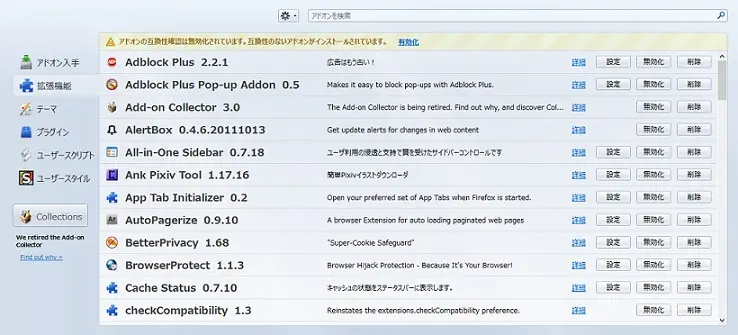 アドオンを検索
アドオンの互換性確認は無効化されています。互換性のないアドオンがインストールされています。 有効化
アドオン入手
拡張機能
テーマ
プラグイン
ユーザースクリプト
ユーザースタイル
Collections
We retired the Add-on
Collector
Find out why »
Adblock Plus 2.2.1 広告はもう古い！ 詳細 設定 無効化 削除
Adblock Plus Pop-up Addon 0.5 Makes it easy to block pop-ups with Adblock Plus. 詳細 設定 無効化 削除
Add-on Collector 3.0 The Add-on Collector is being retired. Find out why, and discover Col... 詳細 無効化 削除
AlertBox 0.4.6.20111013 Get update alerts for changes in web content 詳細 無効化 削除
All-in-One Sidebar 0.7.18 ユーザ利用の浸透と支持で賞を受けたサイドバーコントロールです 詳細 設定 無効化 削除
Ank Pixiv Tool 1.17.16 簡単Pixivイラストダウンローダ 詳細 設定 無効化 削除
App Tab Initializer 0.2 Open your preferred set of App Tabs when Firefox is started. 詳細 設定 無効化 削除
AutoPagerize 0.9.10 A browser Extension for auto loading paginated web pages 詳細 設定 無効化 削除
BetterPrivacy 1.68 "Super-Cookie Safeguard" 詳細 設定 無効化 削除
BrowserProtect 1.1.3 Browser Hijack Protection - Because It's Your Browser! 詳細 設定 無効化 削除
Cache Status 0.7.10 キャッシュの状態をステータスバーに表示します。 詳細 設定 無効化 削除
checkCompatibility 1.3 Reinstates the extensions.checkCompatibility preference. 詳細 無効化 削除